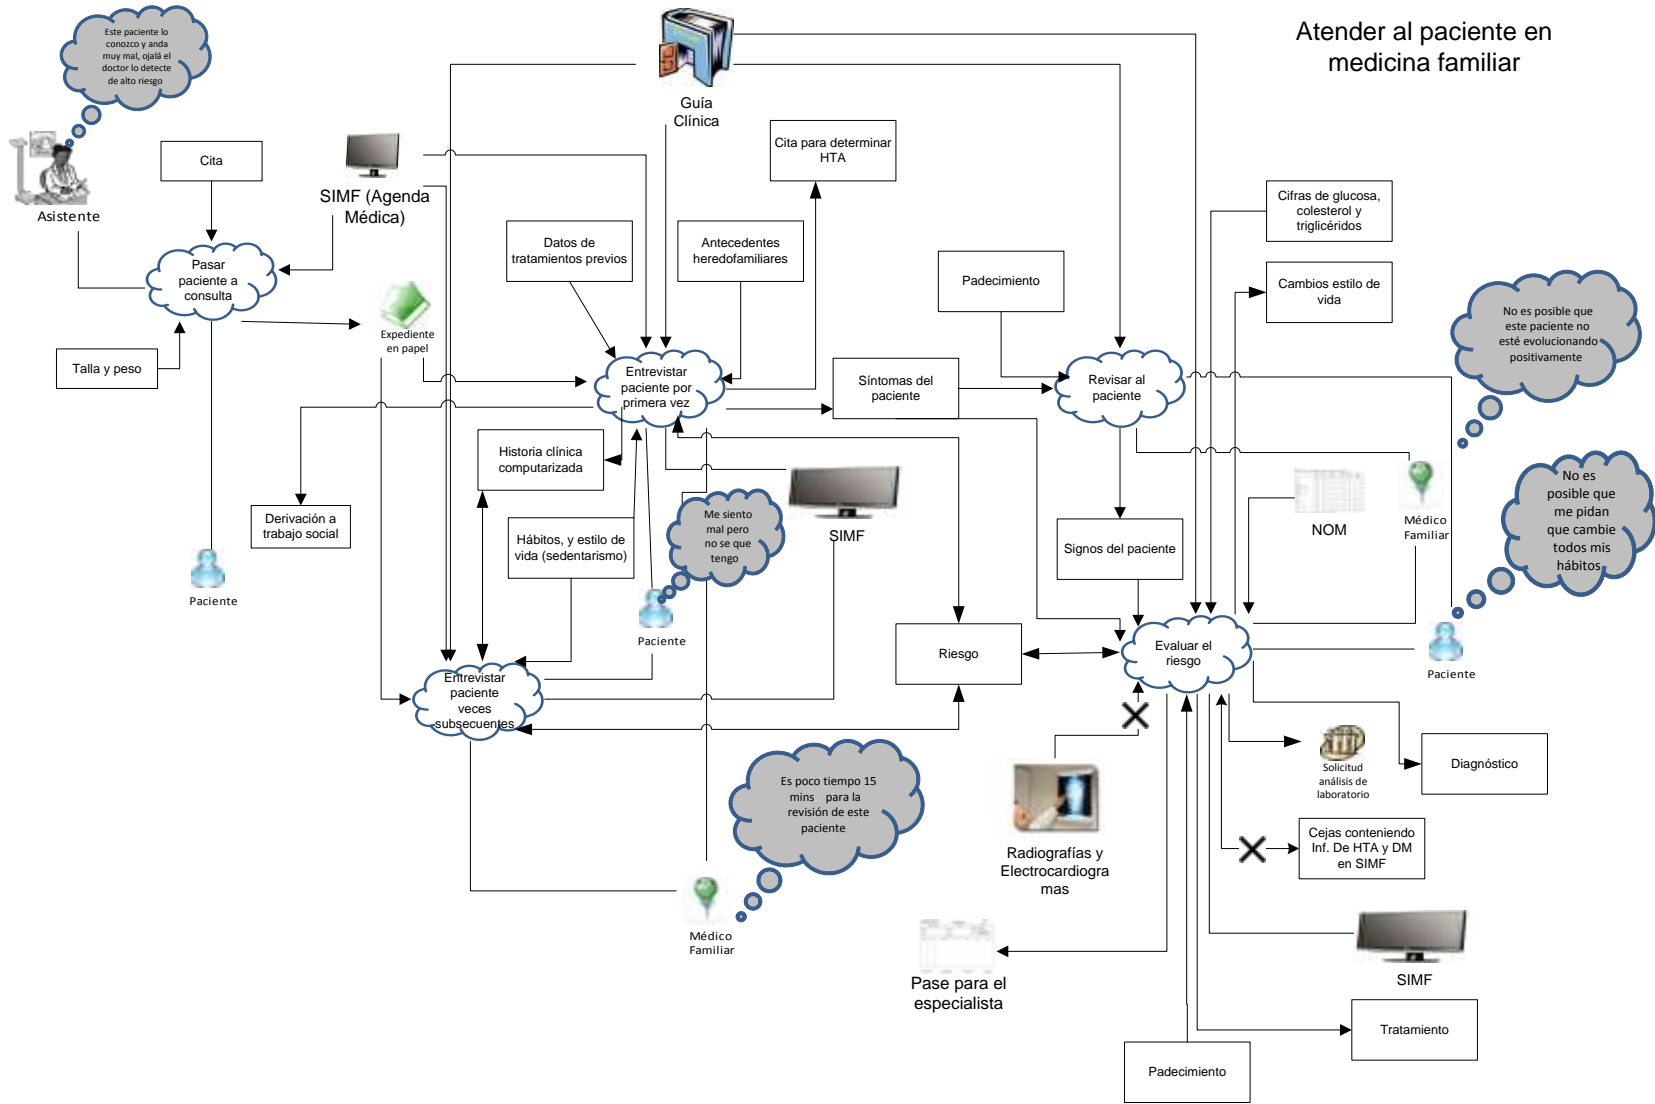 Atender al paciente en
medicina familiar
Este paciente lo
conozco y anda
muy mal, ojalá el
doctor lo detecte
de alto riesgo
Asistente
Cita
SIMF (Agenda
Médica)
Guía
Clínica
Cita para determinar
HTA
Cifras de glucosa,
colesterol y
triglicéridos
Datos de
tratamientos previos
Antecedentes
heredofamiliares
Padecimiento
Cambios estilo de
vida
Pasar
paciente a
consulta
Expediente
en papel
Talla y peso
Entrevistar
paciente por
primera vez
Síntomas del
paciente
Revisar al
paciente
No es posible que
este paciente no
esté evolucionando
positivamente
Historia clínica
computarizada
SIMF
NOM
Médico
Familiar
No es
posible que
me pidan
que cambie
todos mis
hábitos
Derivación a
trabajo social
Hábitos, y estilo de
vida (sedentarismo)
Me siento
mal pero
no se que
tengo
Signos del paciente
Paciente
Paciente
Riesgo
Evaluar el
riesgo
Paciente
Entrevistar
paciente
veces
subsecuentes
Es poco tiempo 15
mins para la
revisión de este
paciente
Solicitud
análisis de
laboratorio
Diagnóstico
Radiografías y
Electrocardiogra
mas
Cejas conteniendo
Inf. De HTA y DM
en SIMF
Médico
Familiar
Pase para el
especialista
SIMF
Tratamiento
Padecimiento